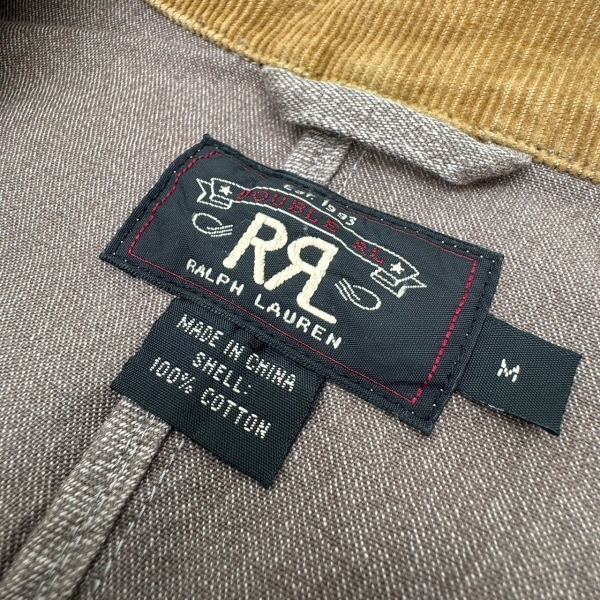 EST. 1993
DOUBLE RL
RRL
RALPH LAUREN
MADE IN CHINA
SHELL:
100% COTTON
M